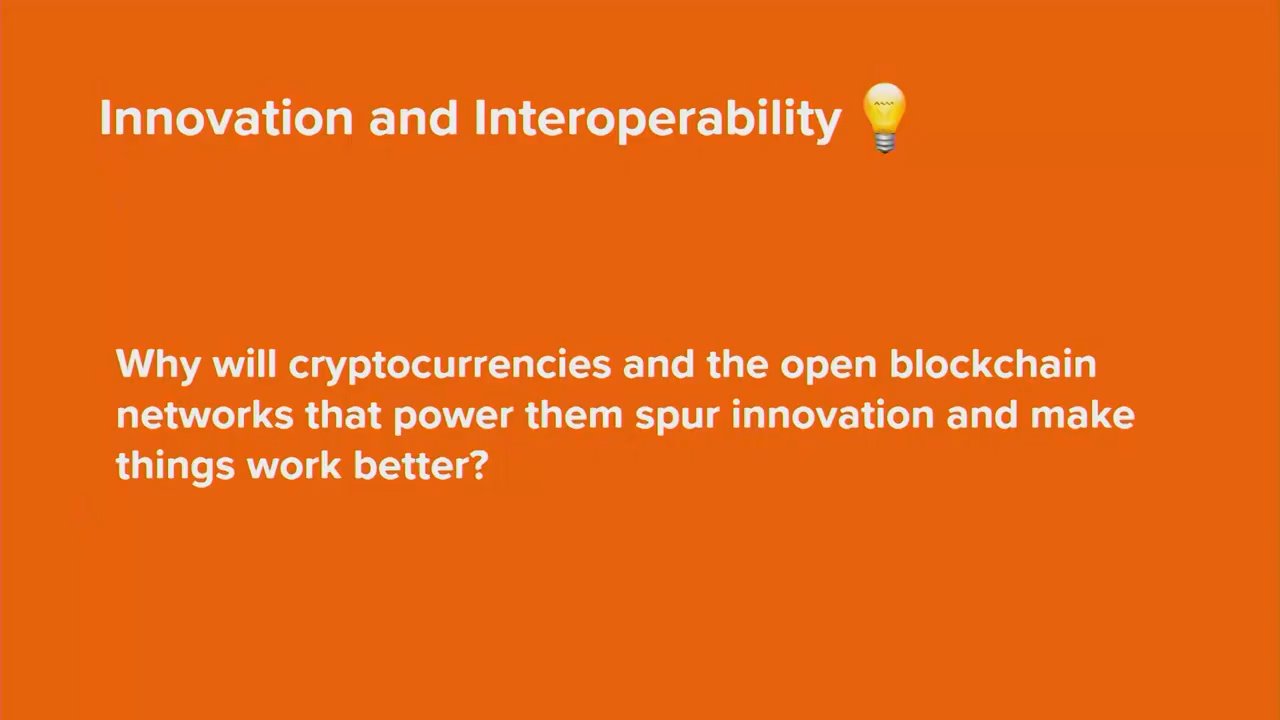 Innovation and Interoperability 💡
Why will cryptocurrencies and the open blockchain
networks that power them spur innovation and make
things work better?